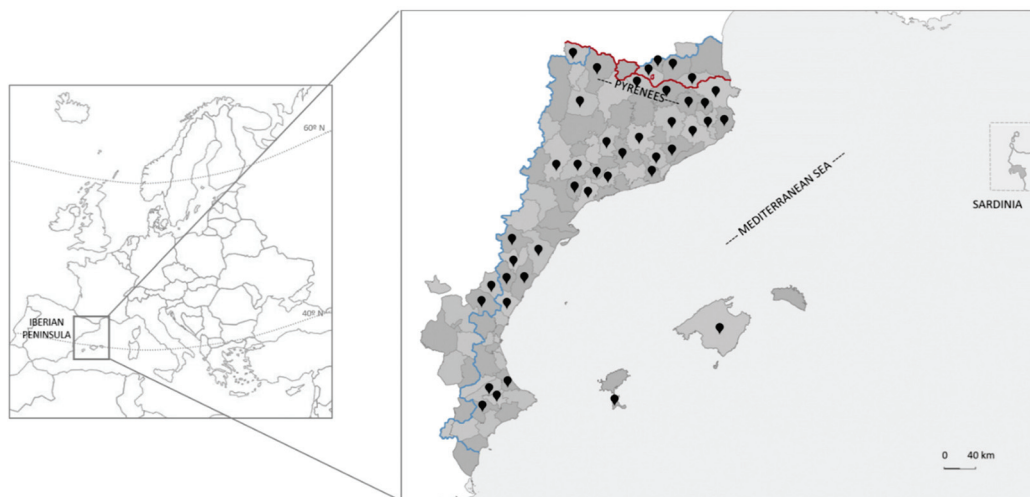 60º N
40º N
IBERIAN
PENINSULA
---- PYRENEES -----
---- MEDITERRANEAN SEA ----
SARDINIA
0 40 km